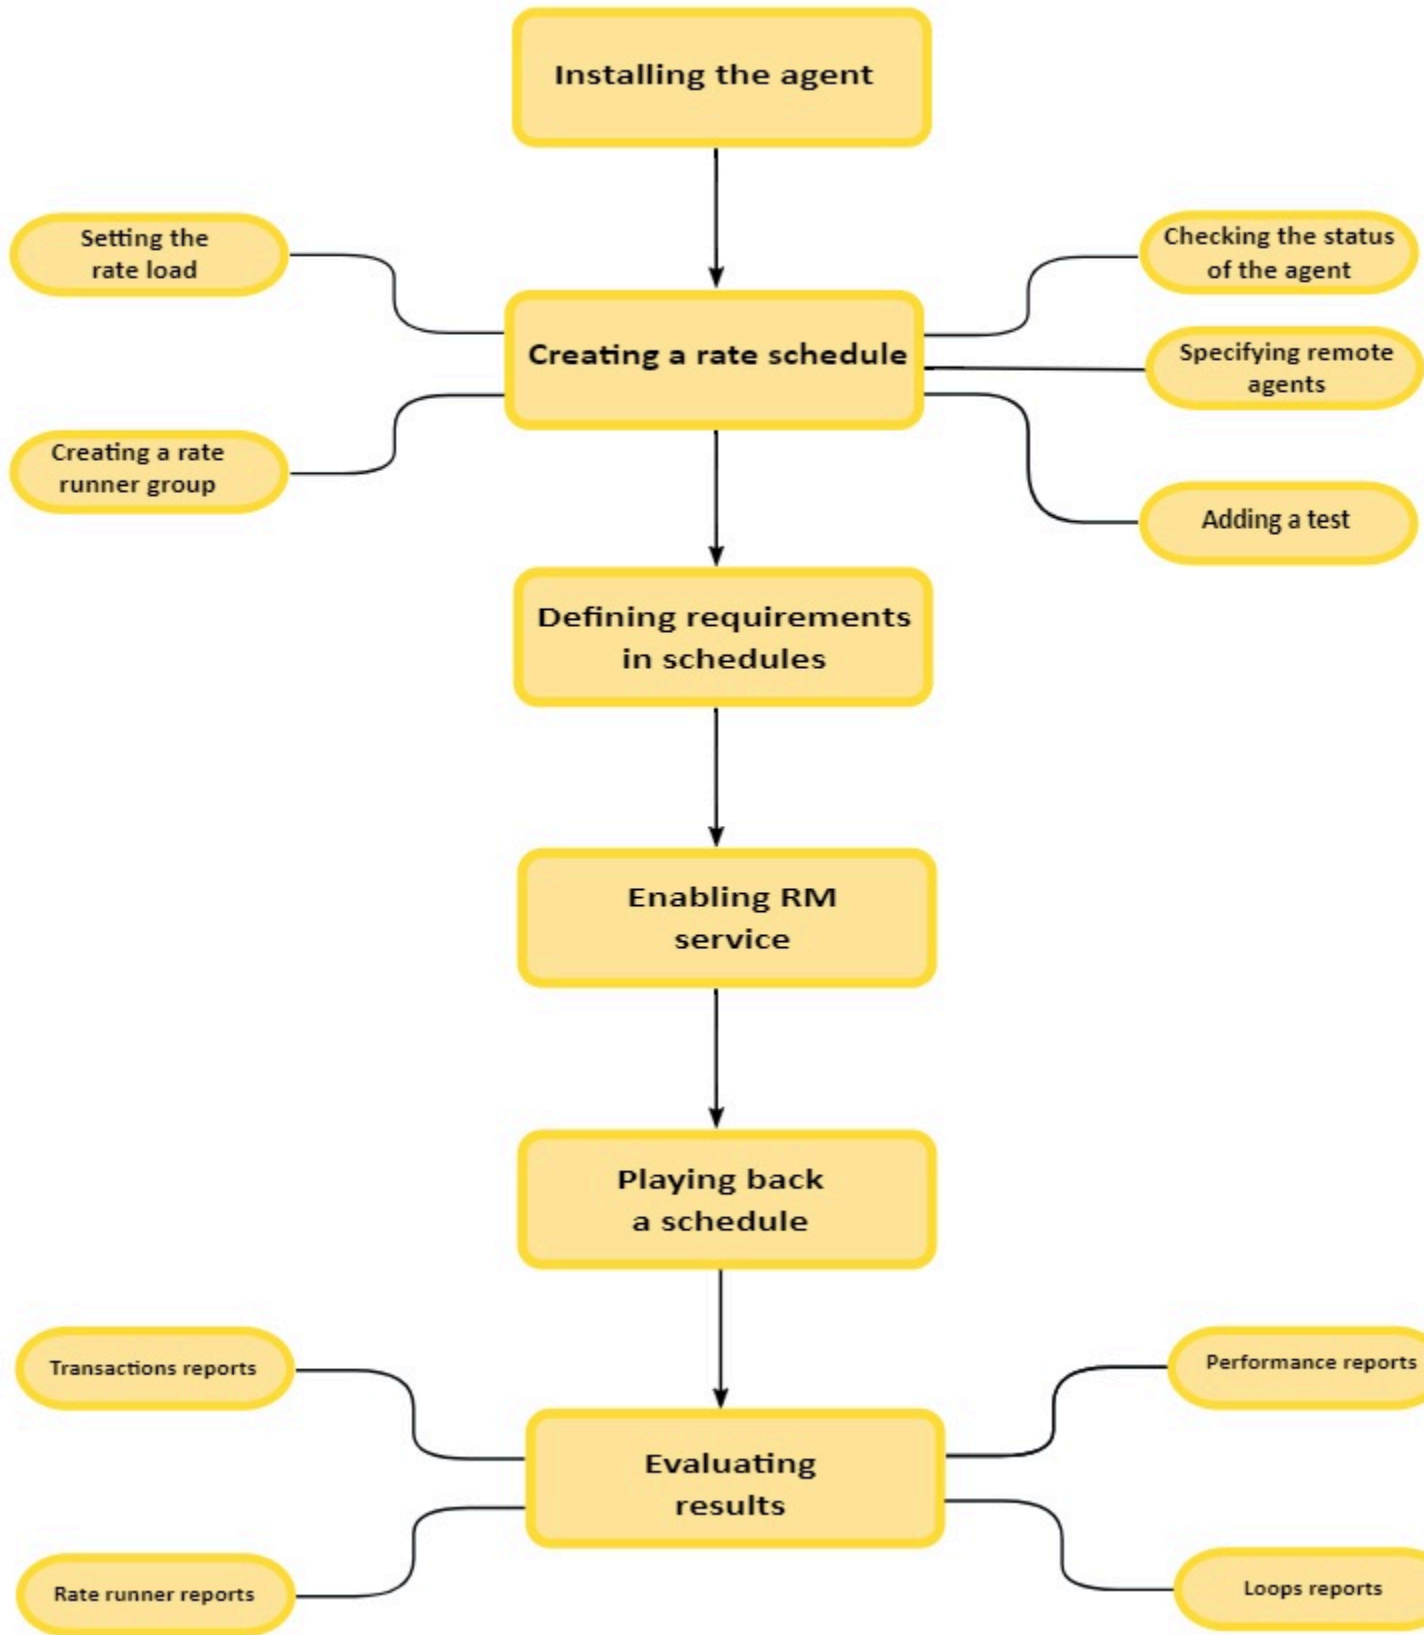 Installing the agent
Setting the
rate load
Creating a rate
runner group
Creating a rate schedule
Checking the status
of the agent
Specifying remote
agents
Adding a test
Defining requirements
in schedules
Enabling RM
service
Playing back
a schedule
Transactions reports
Rate runner reports
Evaluating
results
Performance reports
Loops reports